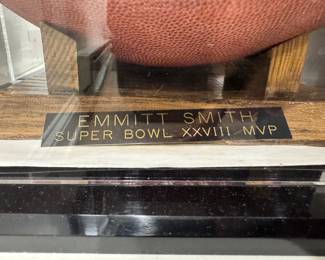 EMMITT SMITH
SUPER BOWL XXVIII MVP